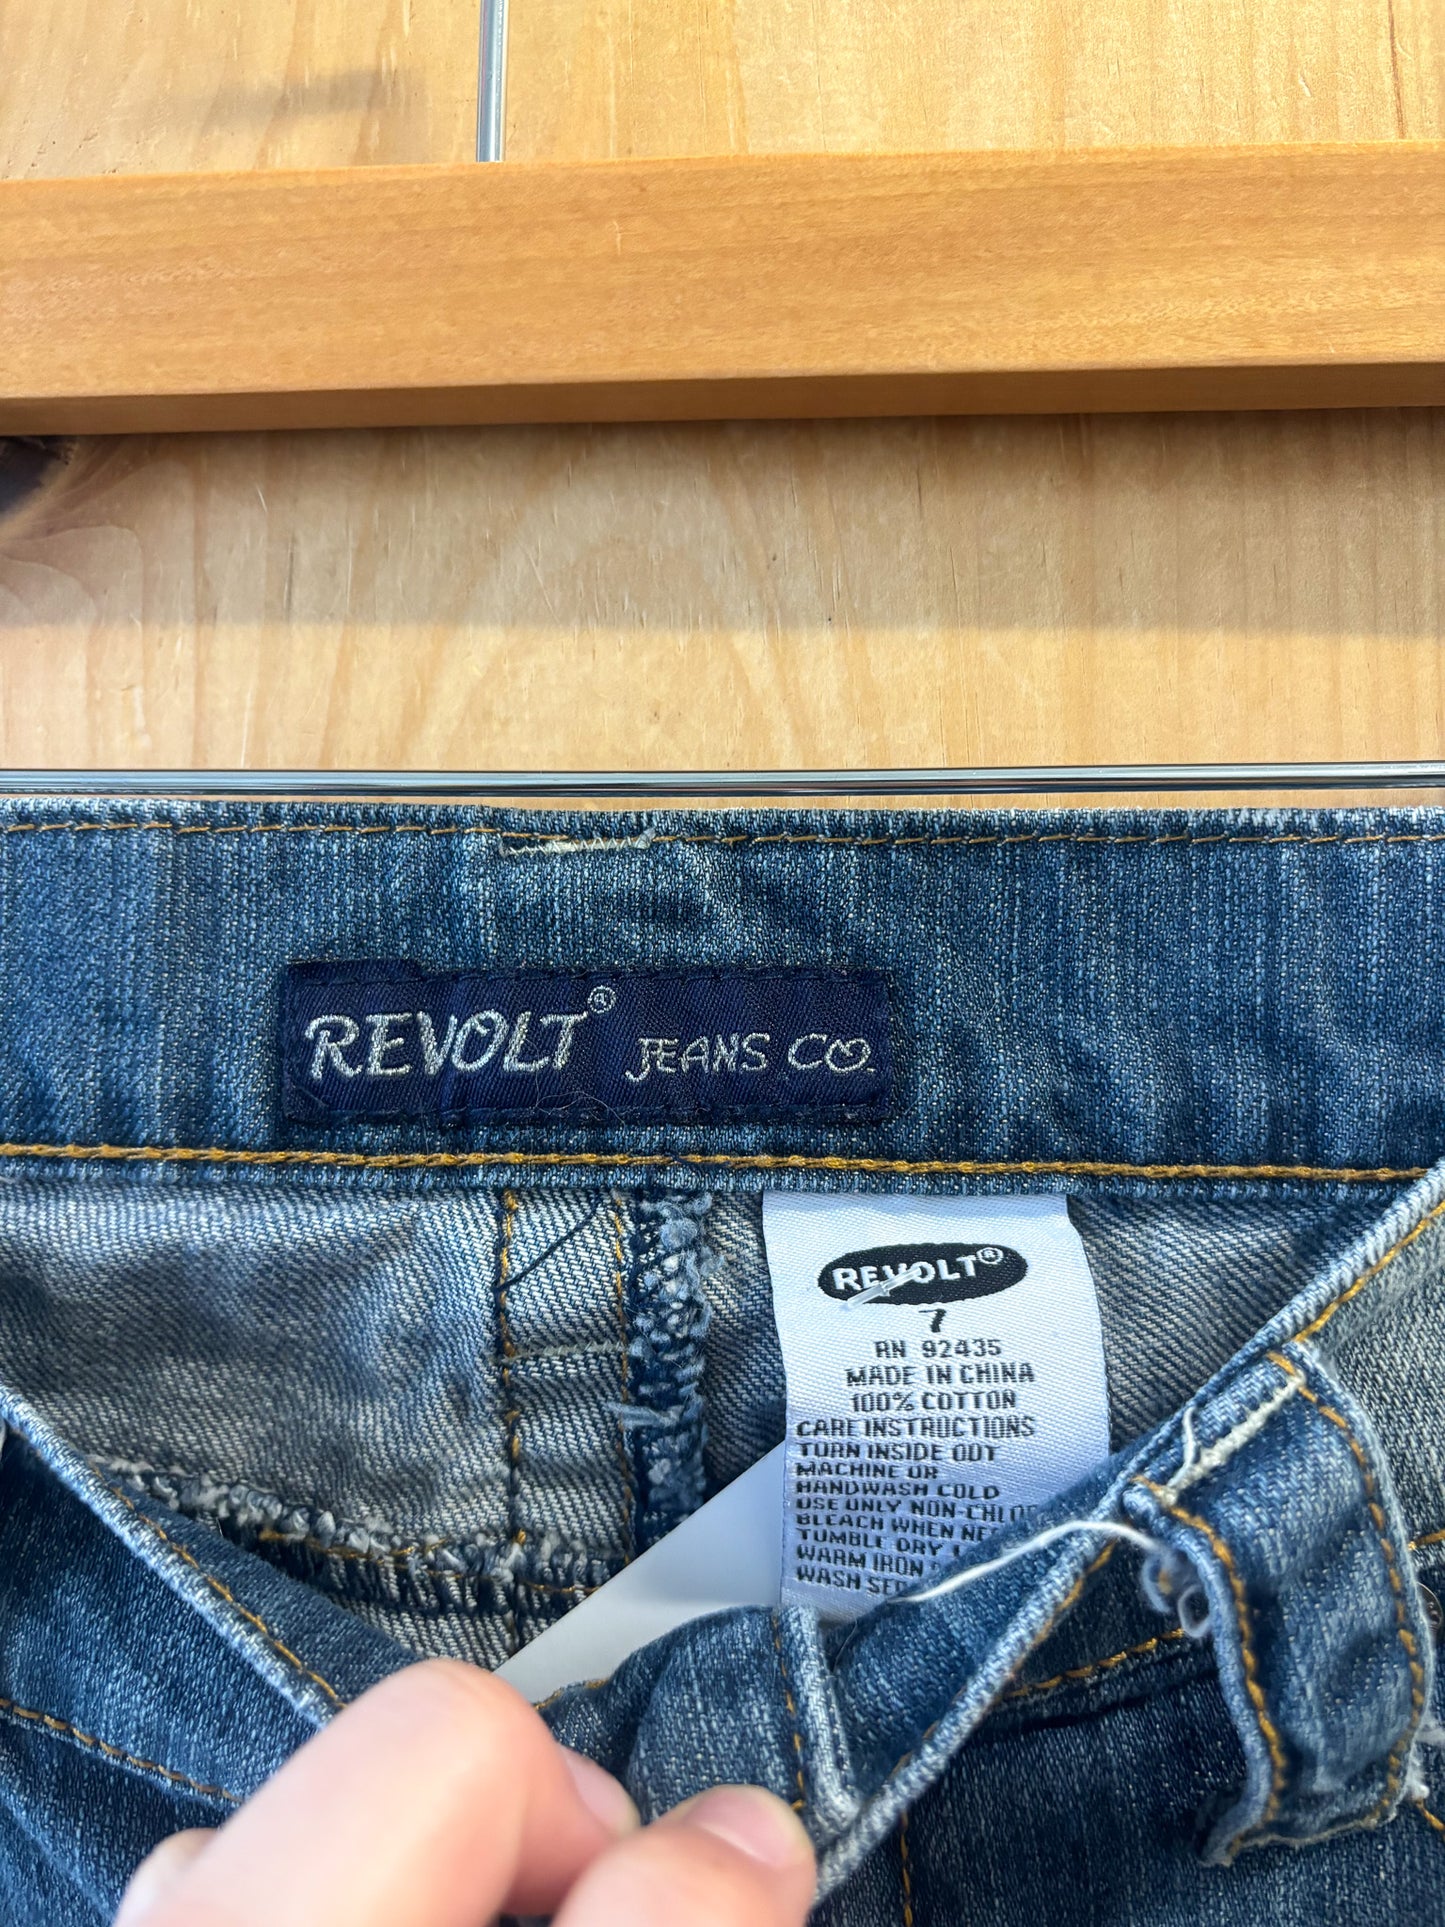 REVOLT® JEANS CO.
REVOLT®
7
RN 92435
MADE IN CHINA
100% COTTON
CARE INSTRUCTIONS
TURN INSIDE OUT
MACHINE OR
HANDWASH COLD
USE ONLY NON-CHLO
BLEACH WHEN NE
TUMBLE DRY
WARM IRON
WASH SEP